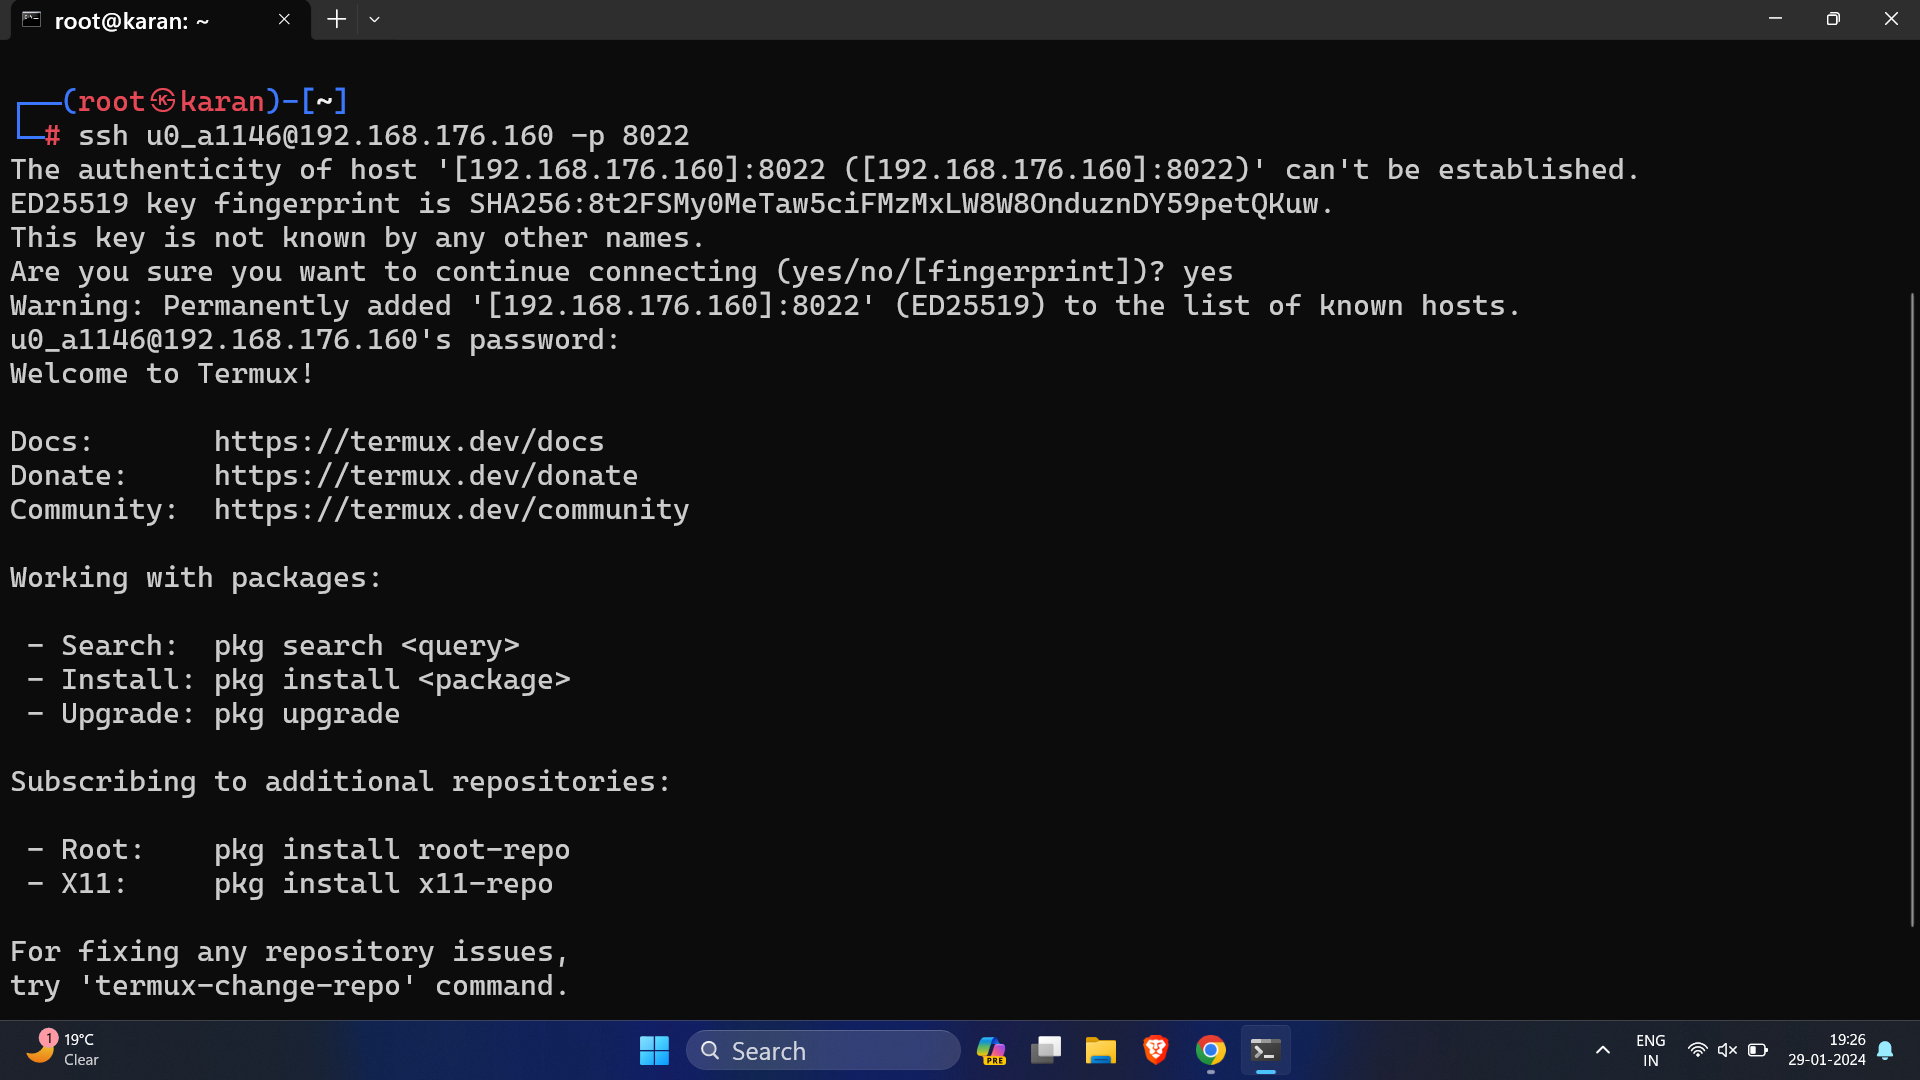 root@karan: ~
┌──(root㉿karan)-[~]
└─# ssh u0_a1146@192.168.176.160 -p 8022
The authenticity of host '[192.168.176.160]:8022 ([192.168.176.160]:8022)' can't be established.
ED25519 key fingerprint is SHA256:8t2FSMy0MeTaw5ciFMzMxLW8W8OnduznDY59petQKuw.
This key is not known by any other names.
Are you sure you want to continue connecting (yes/no/[fingerprint])? yes
Warning: Permanently added '[192.168.176.160]:8022' (ED25519) to the list of known hosts.
u0_a1146@192.168.176.160's password:
Welcome to Termux!
Docs:       https://termux.dev/docs
Donate:     https://termux.dev/donate
Community:  https://termux.dev/community
Working with packages:
 - Search:  pkg search <query>
 - Install: pkg install <package>
 - Upgrade: pkg upgrade
Subscribing to additional repositories:
 - Root:    pkg install root-repo
 - X11:     pkg install x11-repo
For fixing any repository issues,
try 'termux-change-repo' command.
1
19°C
Clear
Search
PRE
ENG
IN
19:26
29-01-2024